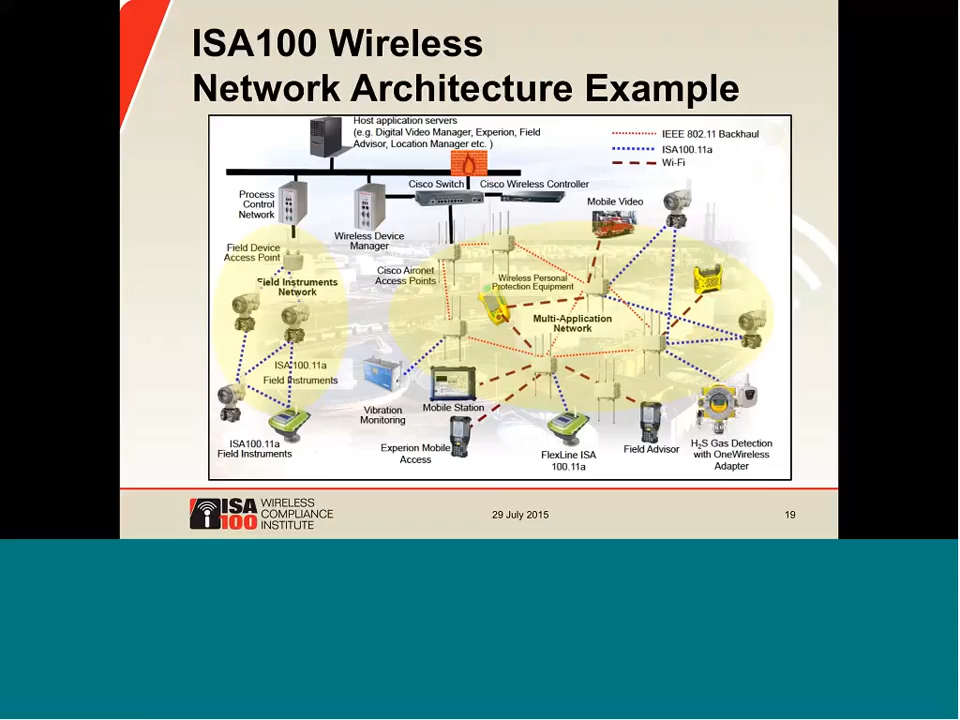 ISA100 Wireless
Network Architecture Example
Host application servers
(e.g. Digital Video Manager, Experion, Field
Advisor, Location Manager etc. )
IEEE 802.11 Backhaul
ISA100.11a
Wi-Fi
Cisco Switch
Cisco Wireless Controller
Process
Control
Network
Mobile Video
Wireless Device
Manager
Field Device
Access Point
Cisco Aironet
Access Points
Wireless Personal
Protection Equipment
Field Instruments
Network
Multi-Application
Network
ISA100.11a
Field Instruments
Vibration
Monitoring
Mobile Station
ISA100.11a
Field Instruments
Experion Mobile
Access
FlexLine ISA
100.11a
Field Advisor
H2S Gas Detection
with OneWireless
Adapter
ISA
100
WIRELESS
COMPLIANCE
INSTITUTE
29 July 2015
19